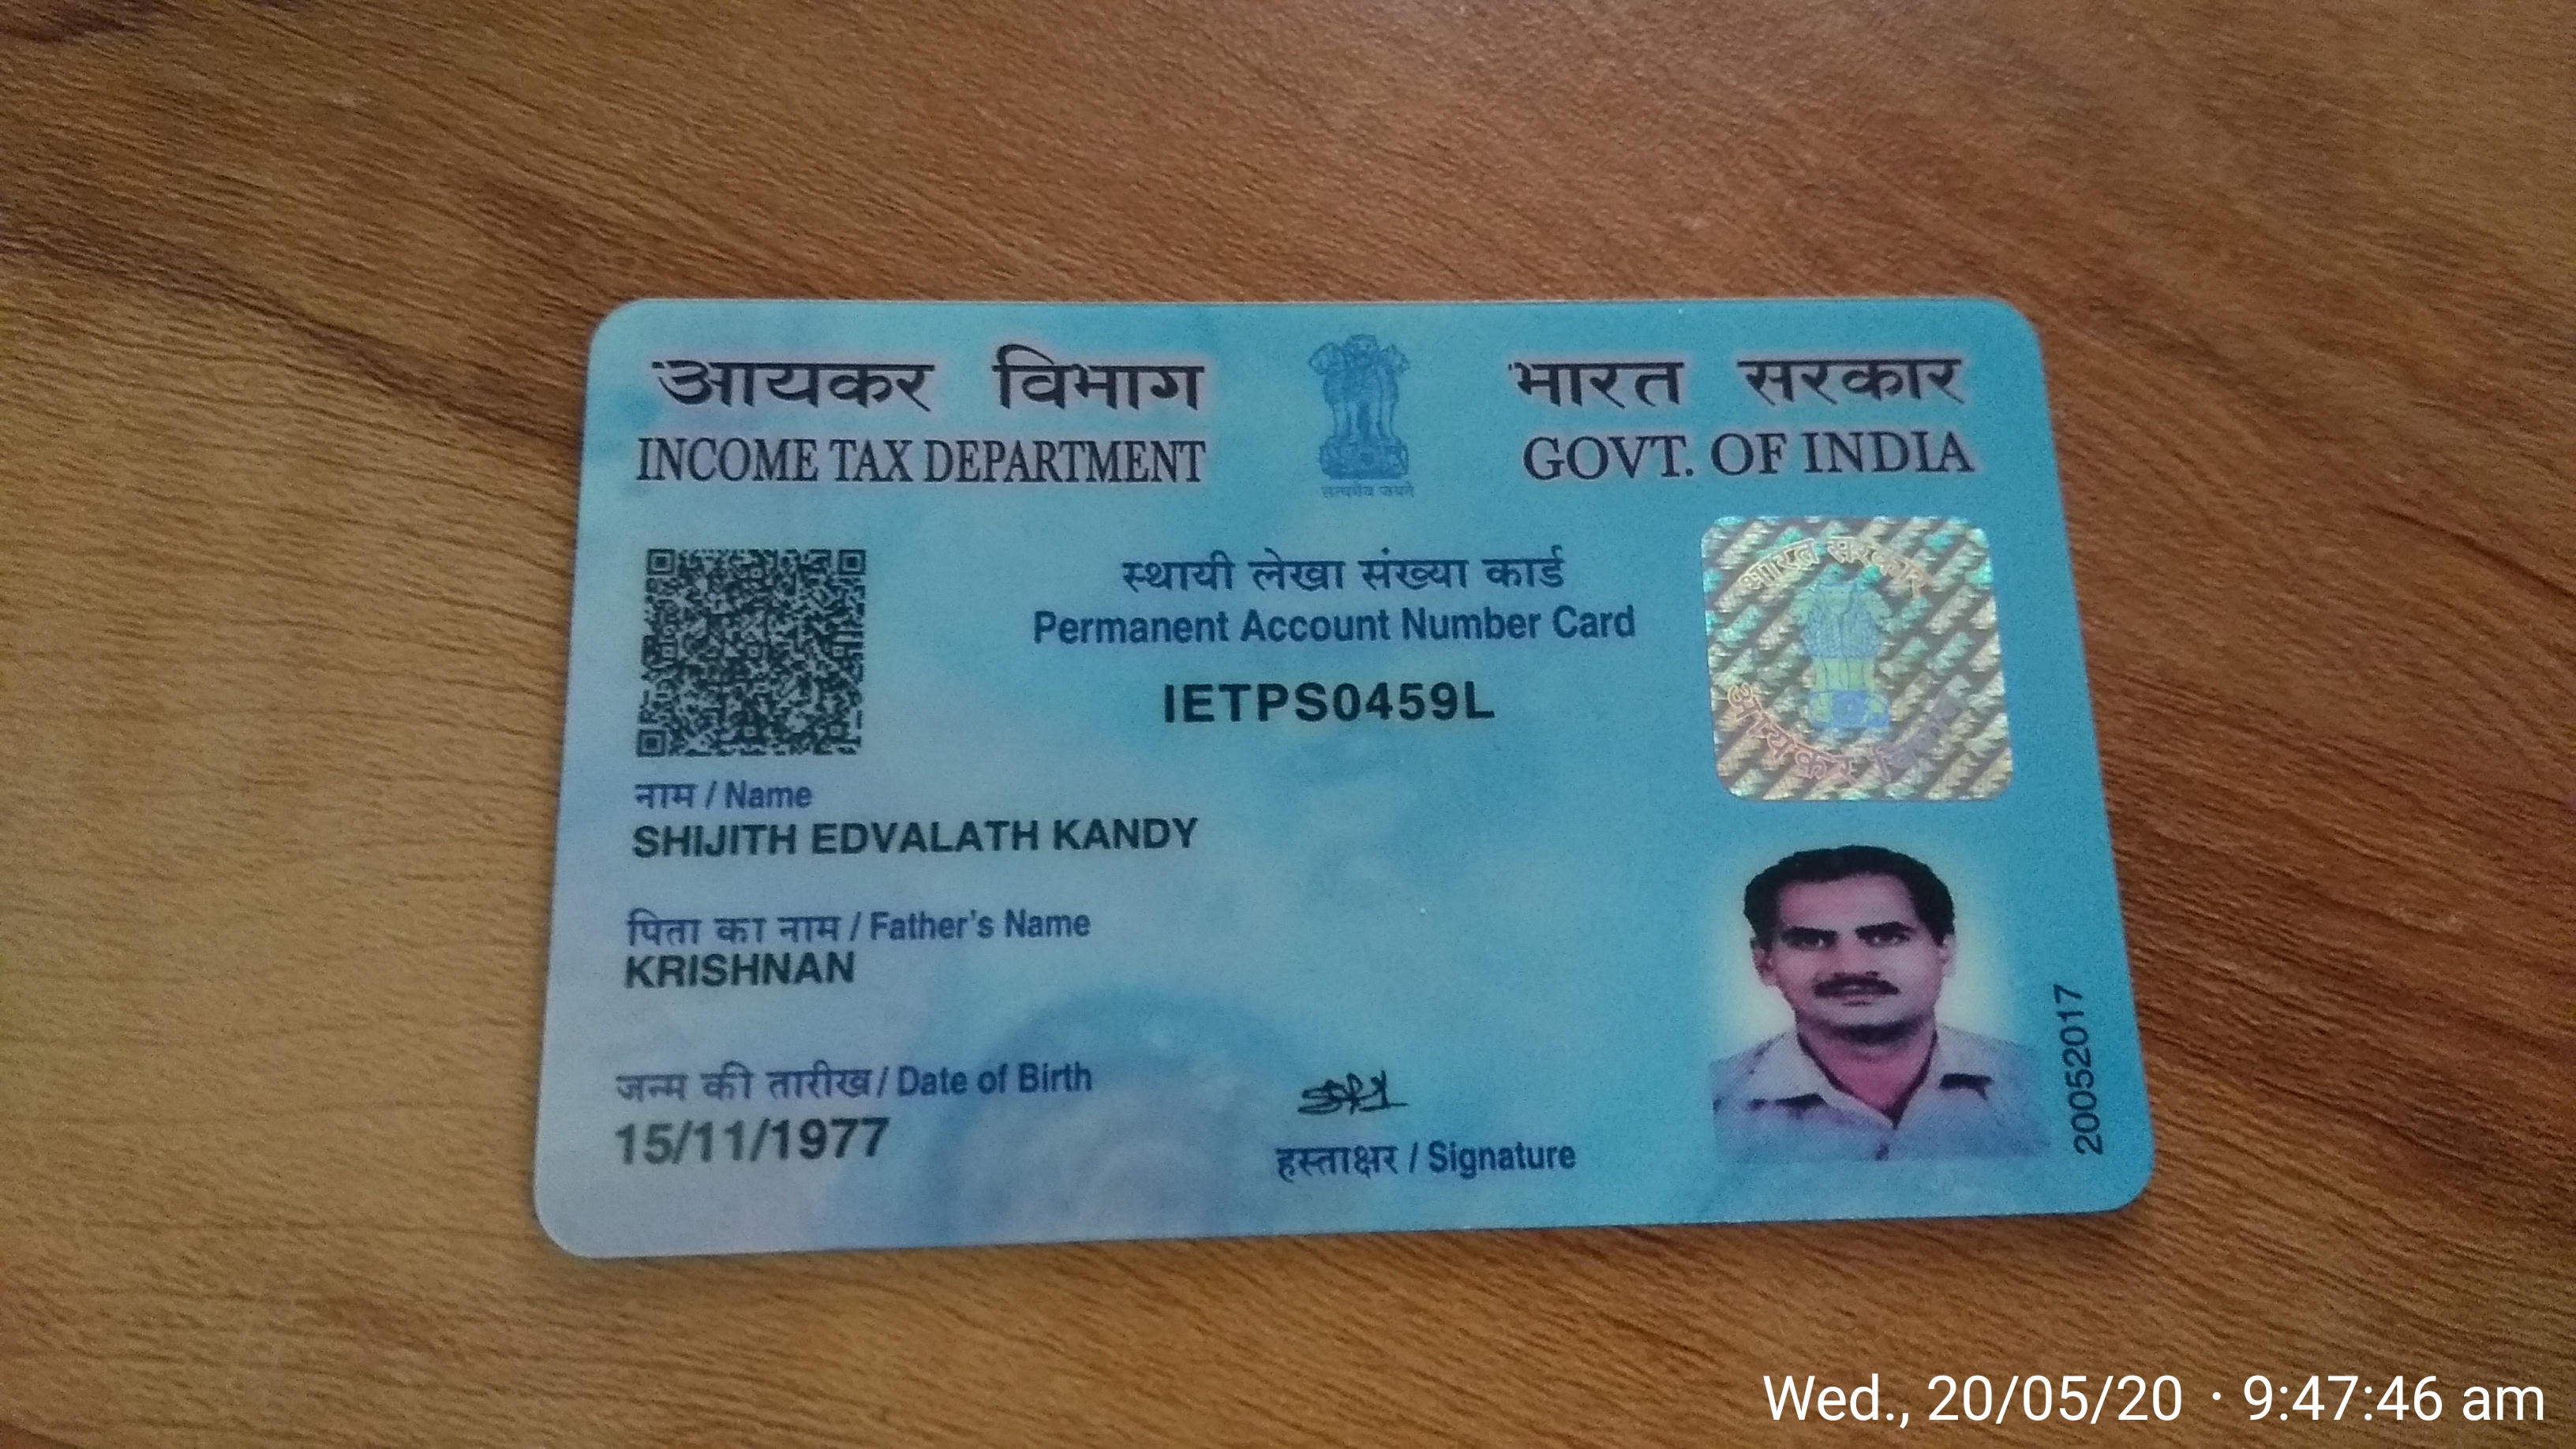 आयकर विभाग
INCOME TAX DEPARTMENT
सत्यमेव जयते
भारत सरकार
GOVT. OF INDIA
स्थायी लेखा संख्या कार्ड
Permanent Account Number Card
IETPS0459L
भारत सरकार
आयकर विभाग
नाम / Name
SHIJITH EDVALATH KANDY
पिता का नाम / Father's Name
KRISHNAN
जन्म की तारीख / Date of Birth
15/11/1977
हस्ताक्षर / Signature
20052017
Wed., 20/05/20 · 9:47:46 am